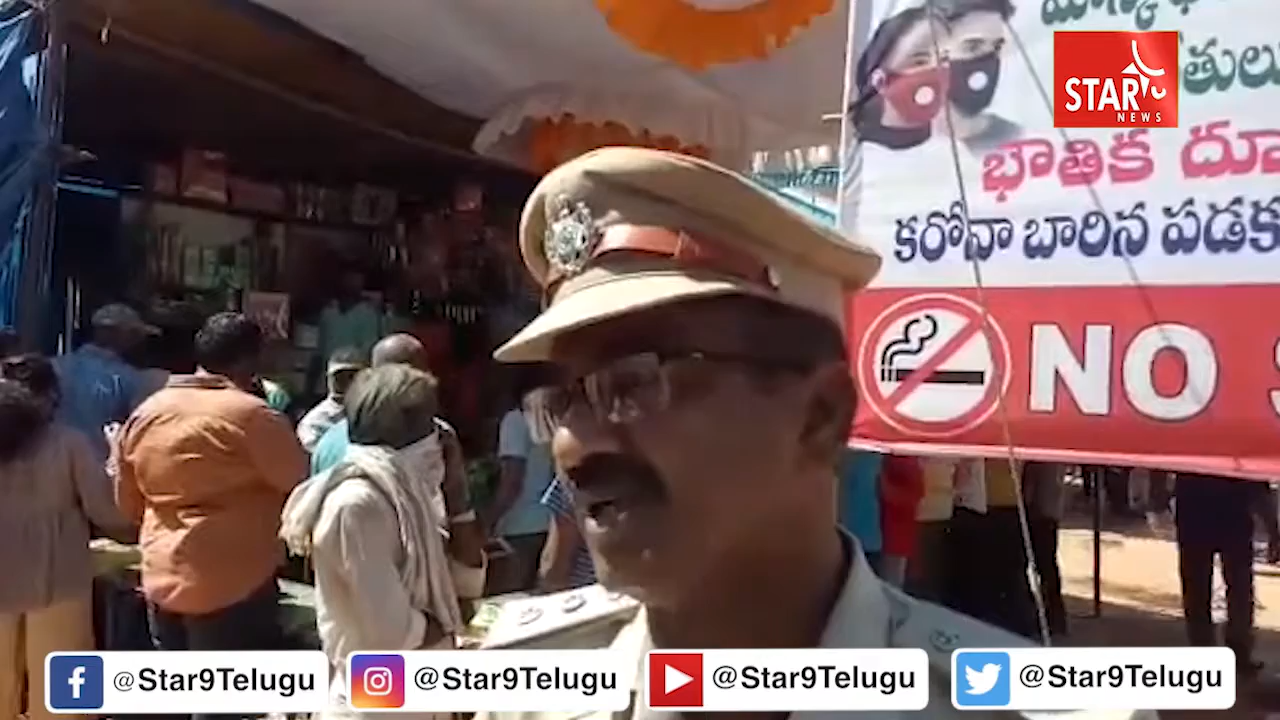 మాస్క్
తులు
STAR
NEWS
భౌతిక దూ
కరోనా బారిన పడక
NO S
@Star9Telugu @Star9Telugu @Star9Telugu @Star9Telugu